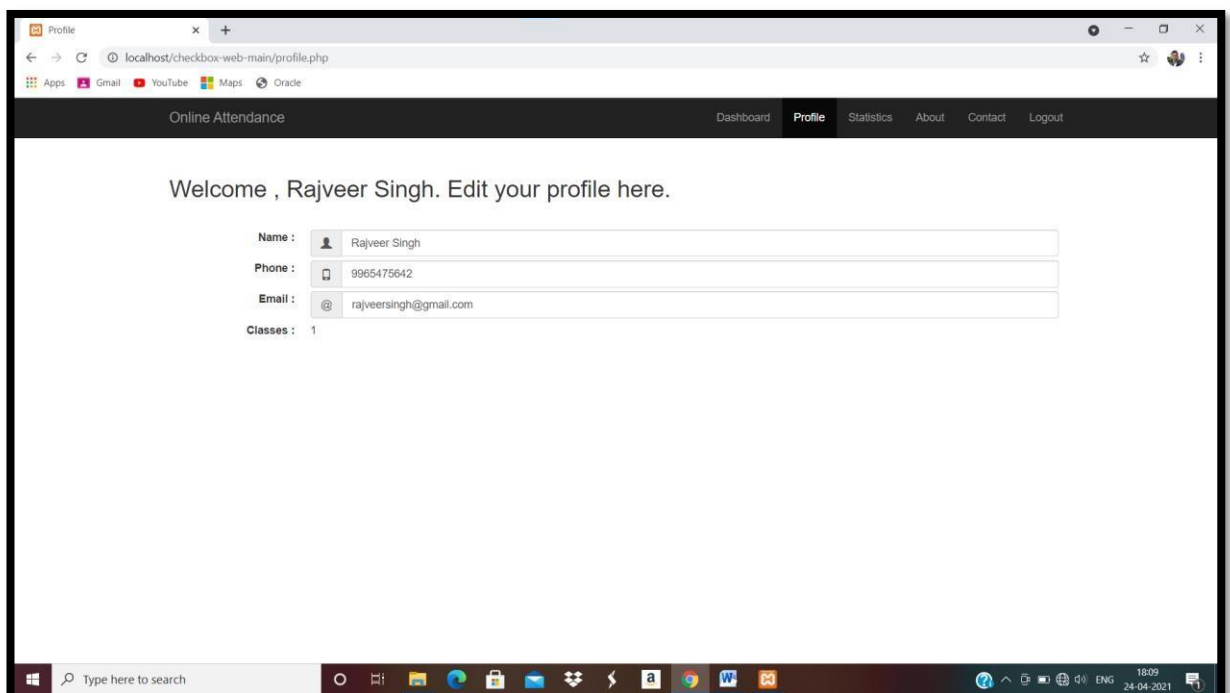 Profile
localhost/checkbox-web-main/profile.php
Apps Gmail YouTube Maps Oracle
Online Attendance Dashboard Profile Statistics About Contact Logout
Welcome , Rajveer Singh. Edit your profile here.
Name : Rajveer Singh
Phone : 9965475642
Email : @ rajveersingh@gmail.com
Classes : 1
Type here to search a W ENG 18:09
24-04-2021